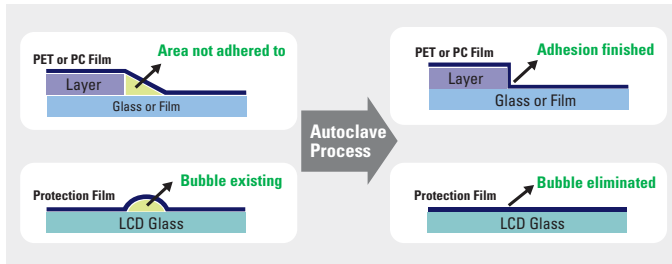 Area not adhered to
PET or PC Film
Layer
Glass or Film
Bubble existing
Protection Film
LCD Glass
Autoclave
Process
Adhesion finished
PET or PC Film
Layer
Glass or Film
Bubble eliminated
Protection Film
LCD Glass